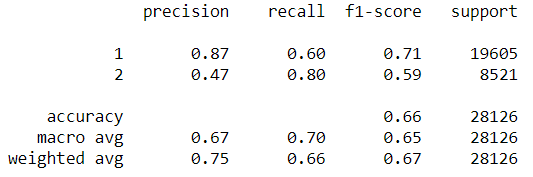 precision recall f1-score support
1 0.87 0.60 0.71 19605
2 0.47 0.80 0.59 8521
accuracy 0.66 28126
macro avg 0.67 0.70 0.65 28126
weighted avg 0.75 0.66 0.67 28126